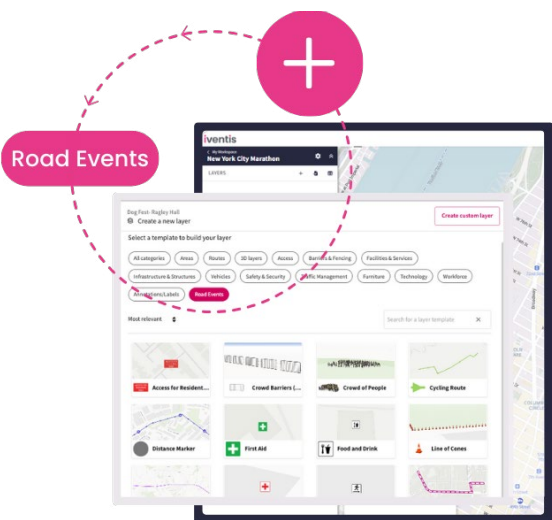 Road Events
iventis
My Workspace
New York City Marathon
LAYERS
Dog Fest: Ragley Hall
Create a new layer
Create custom layer
Select a template to build your layer
All categories
Areas
Routes
3D layers
Access
Barriers & Fencing
Facilities & Services
Infrastructure & Structures
Vehicles
Safety & Security
Traffic Management
Furniture
Technology
Workforce
Annotations/Labels
Road Events
Most relevant
Search for a layer template
Access for Resident...
Crowd Barriers (...
Crowd of People
Cycling Route
Distance Marker
First Aid
Food and Drink
Line of Cones
Broadway